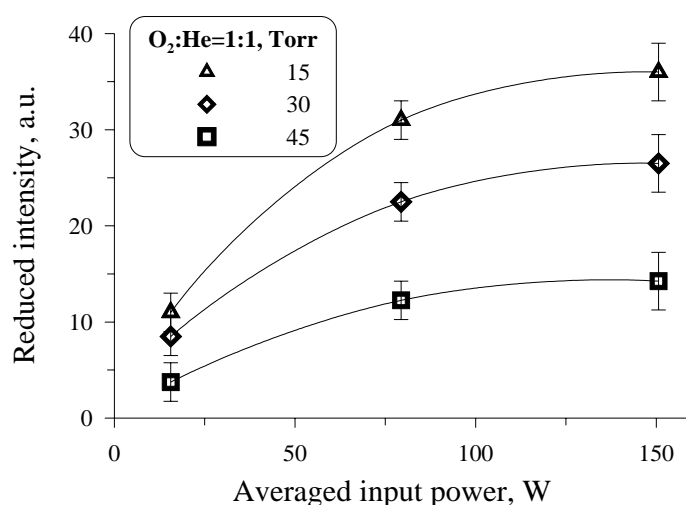 O₂:He=1:1, Torr
15
30
45
40
30
20
10
0
0 50 100 150
Reduced intensity, a.u.
Averaged input power, W